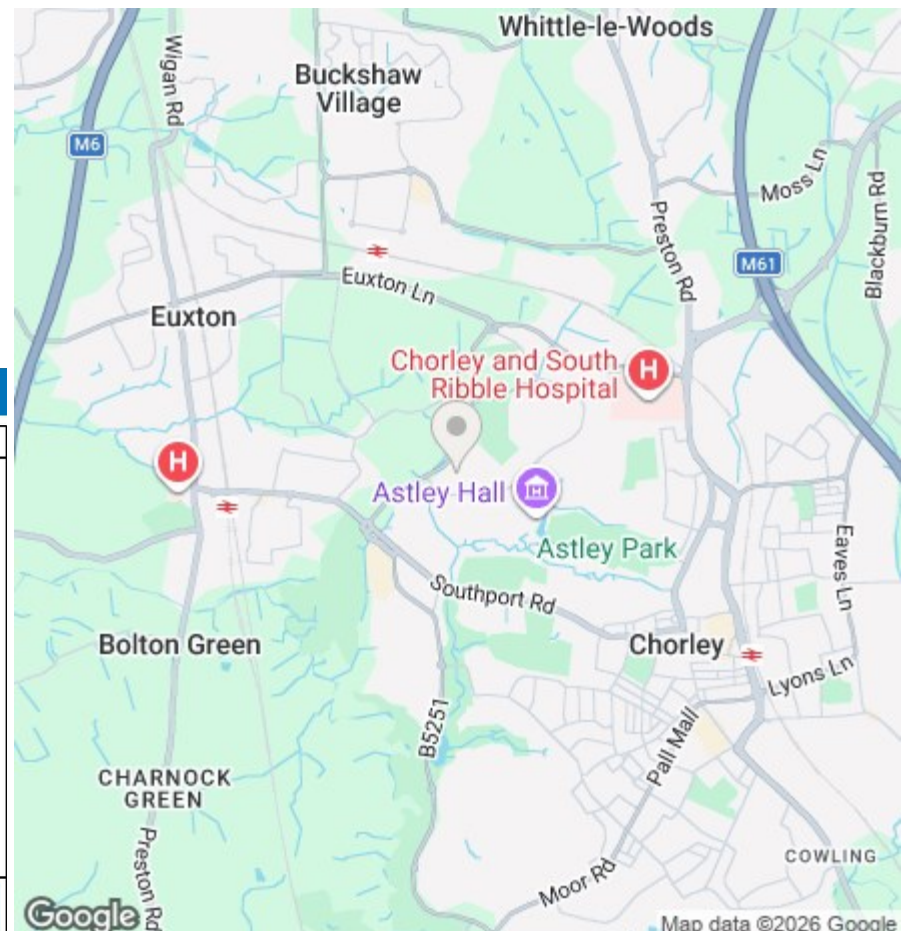 Whittle-le-Woods
Wigan Rd
Buckshaw
Village
M6
Moss Ln
Blackburn Rd
Preston Rd
M61
Euxton Ln
Euxton
Chorley and South
Ribble Hospital
H
H
Astley Hall
Astley Park
Eaves Ln
Southport Rd
Bolton Green
Chorley
Lyons Ln
B5251
Pall Mall
CHARNOCK
GREEN
Preston Rd
COWLING
Moor Rd
Google
Map data ©2026 Google